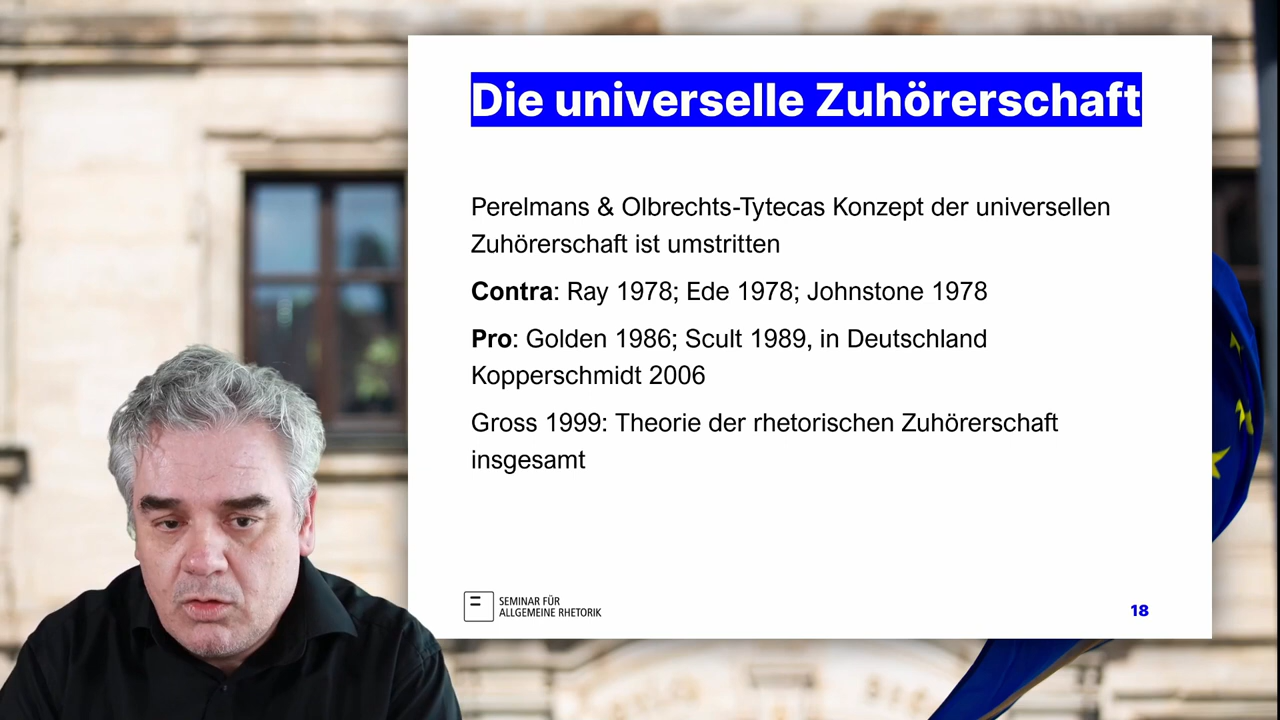 Die universelle Zuhörerschaft
Perelmans & Olbrechts-Tytecas Konzept der universellen
Zuhörerschaft ist umstritten
Contra: Ray 1978; Ede 1978; Johnstone 1978
Pro: Golden 1986; Scult 1989, in Deutschland
Kopperschmidt 2006
Gross 1999: Theorie der rhetorischen Zuhörerschaft
insgesamt
SEMINAR FÜR
ALLGEMEINE RHETORIK
18